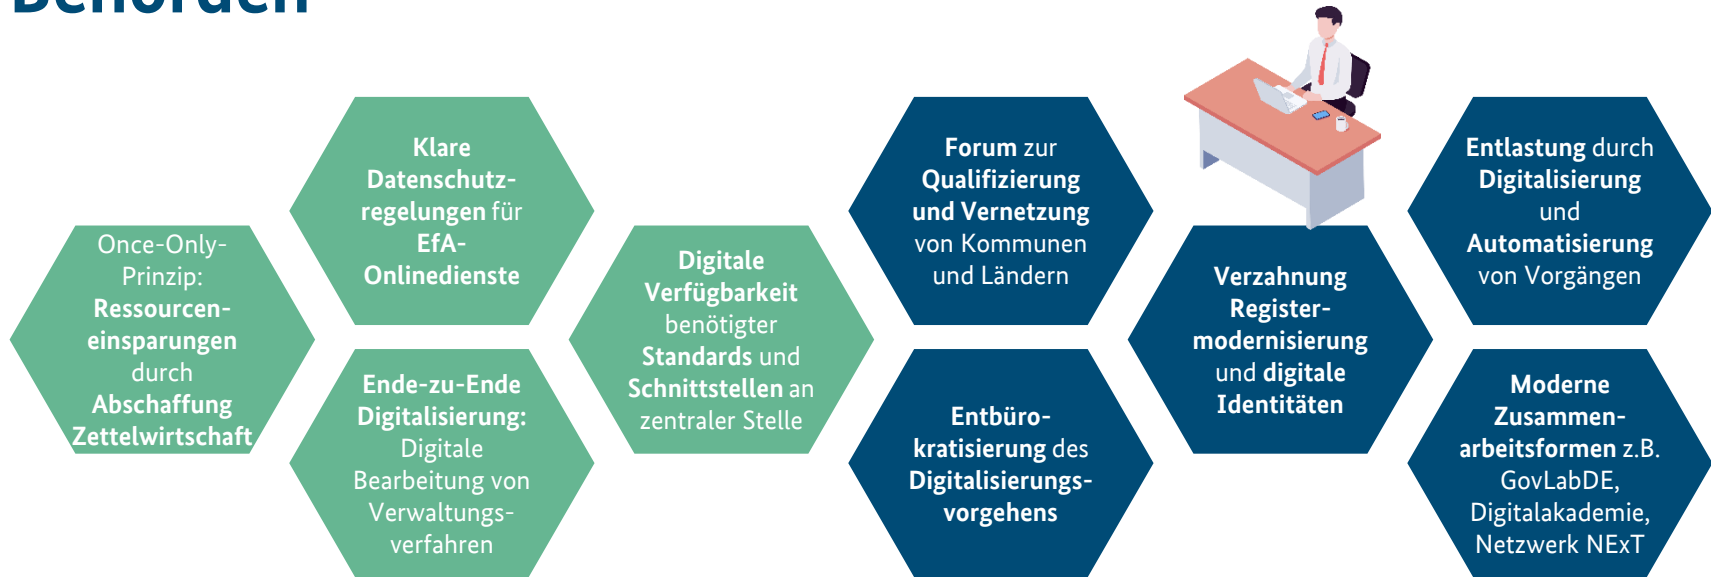 Behörden
Once-Only-
Prinzip:
Ressourcen-
einsparungen
durch
Abschaffung
Zettelwirtschaft
Klare
Datenschutz-
regelungen für
EfA-
Onlinedienste
Ende-zu-Ende
Digitalisierung:
Digitale
Bearbeitung von
Verwaltungs-
verfahren
Digitale
Verfügbarkeit
benötigter
Standards und
Schnittstellen an
zentraler Stelle
Forum zur
Qualifizierung
und Vernetzung
von Kommunen
und Ländern
Entbüro-
kratisierung des
Digitalisierungs-
vorgehens
Verzahnung
Register-
modernisierung
und digitale
Identitäten
Entlastung durch
Digitalisierung
und
Automatisierung
von Vorgängen
Moderne
Zusammen-
arbeitsformen z.B.
GovLabDE,
Digitalakademie,
Netzwerk NExT